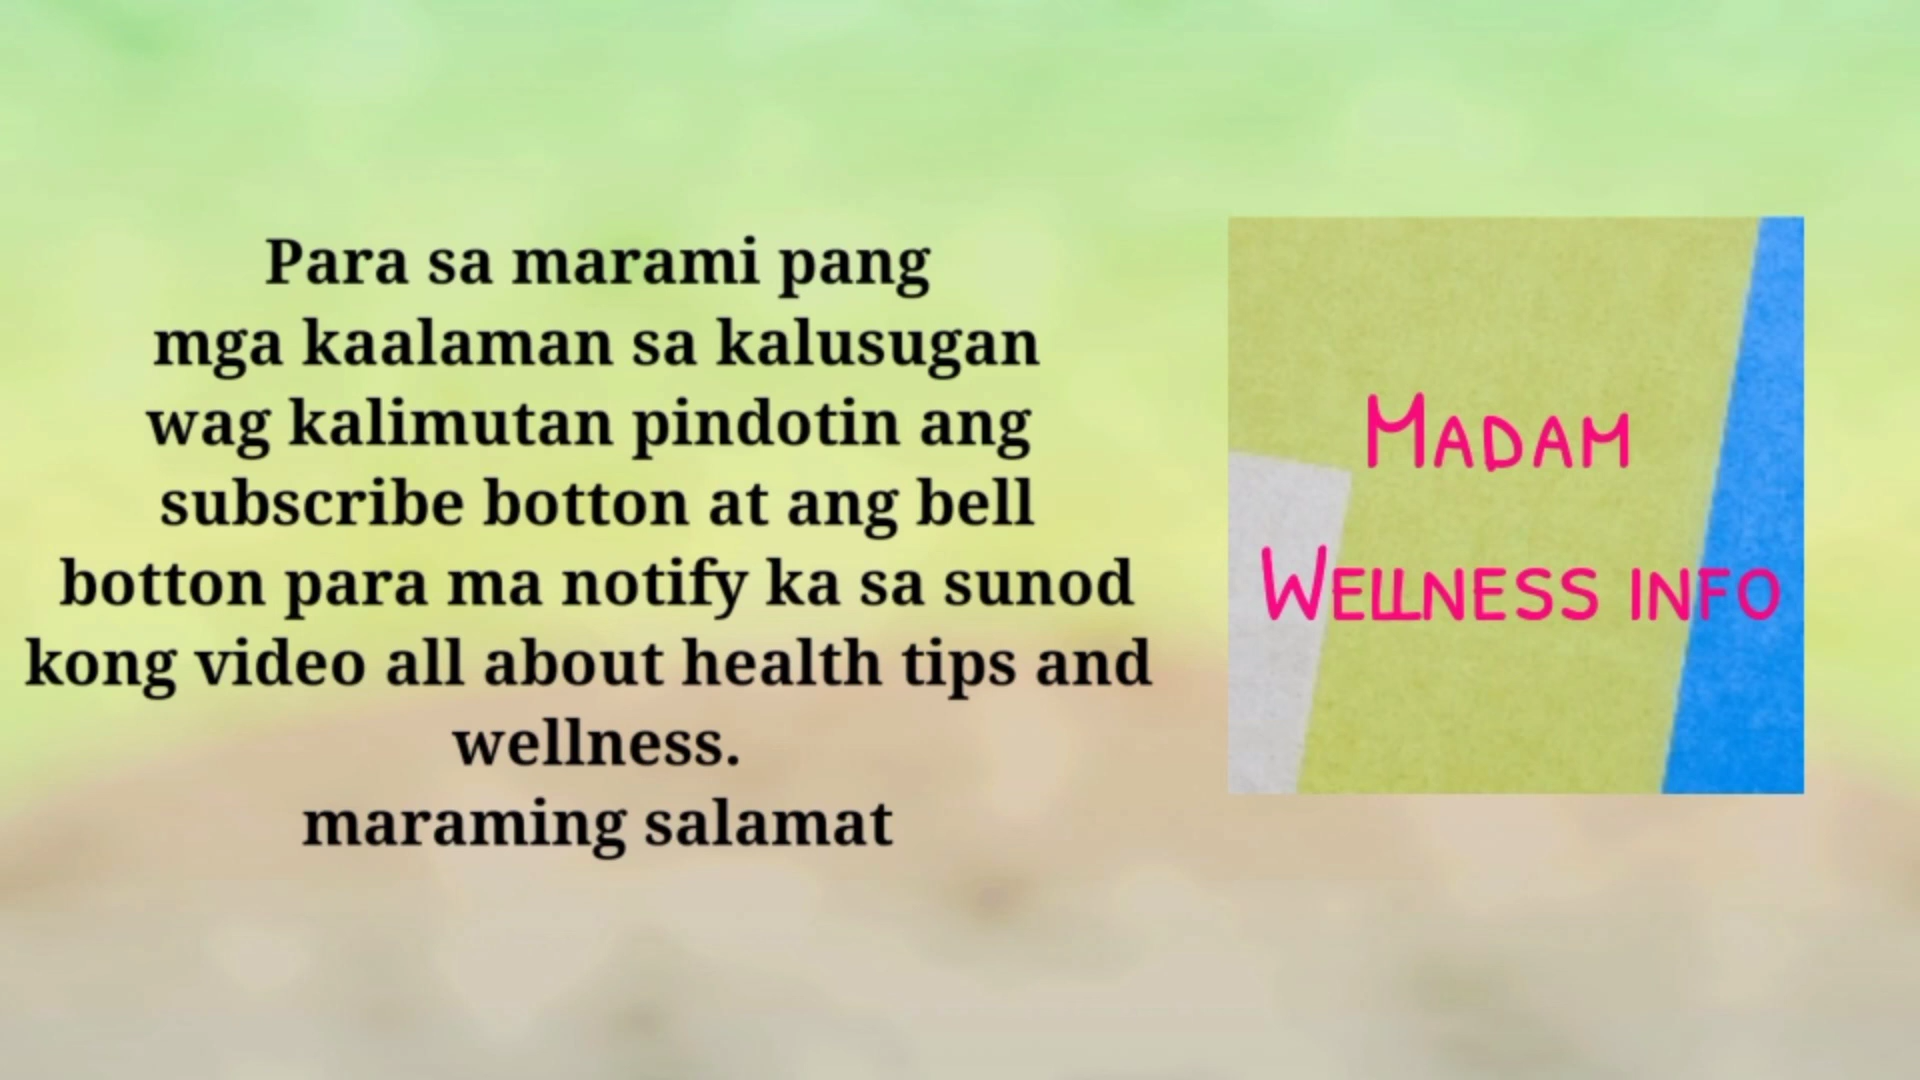 Para sa marami pang
mga kaalaman sa kalusugan
wag kalimutan pindotin ang
subscribe botton at ang bell
botton para ma notify ka sa sunod
kong video all about health tips and
wellness.
maraming salamat
MADAM
WELLNESS INFO